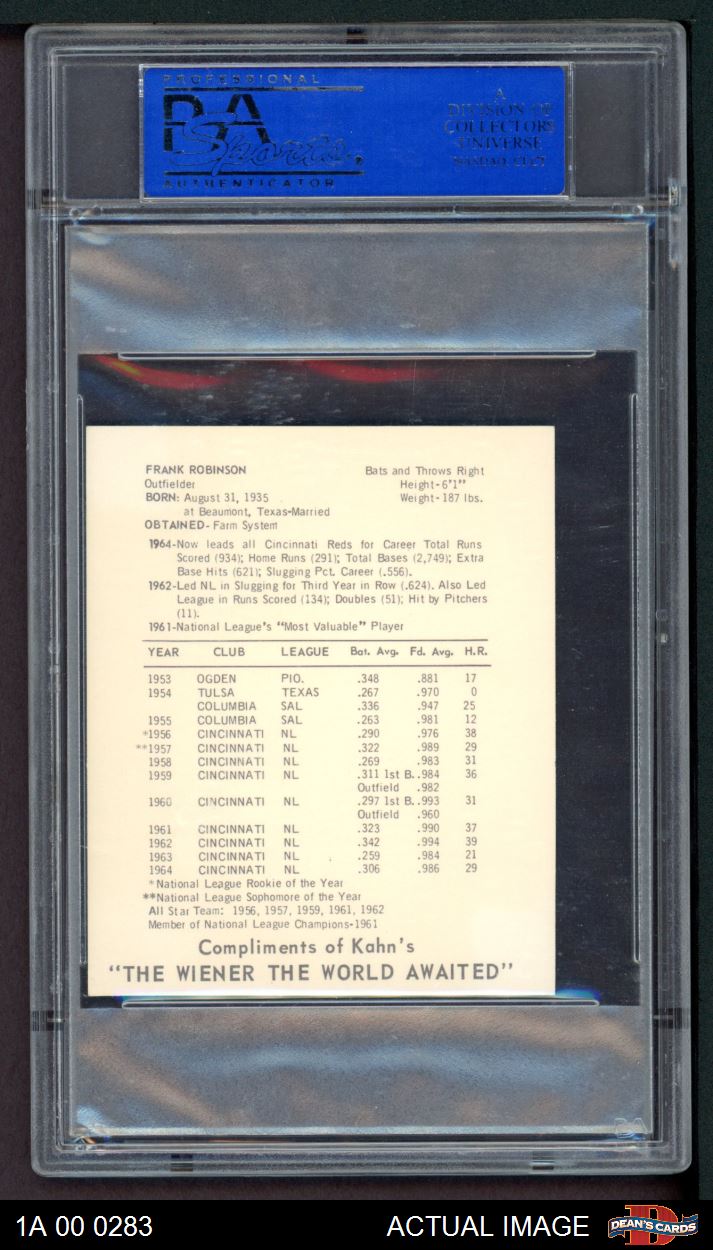 PROFESSIONAL
PSA
Sports
AUTHENTICATOR
A
DIVISION OF
COLLECTORS
UNIVERSE
NASDAQ: CLCT
FRANK ROBINSON
Outfielder
BORN: August 31, 1935
at Beaumont, Texas-Married
OBTAINED- Farm System
Bats and Throws Right
Height-6'1"
Weight-187 lbs.
1964-Now leads all Cincinnati Reds for Career Total Runs
Scored (934); Home Runs (291); Total Bases (2,749); Extra
Base Hits (621); Slugging Pct. Career (.556).
1962-Led NL in Slugging for Third Year in Row (.624). Also Led
League in Runs Scored (134); Doubles (51); Hit by Pitchers
(11).
1961-National League's "Most Valuable" Player
YEAR CLUB LEAGUE Bat. Avg. Fd. Avg. H.R.
1953 OGDEN PIO. .348 .881 17
1954 TULSA TEXAS .267 .970 0
COLUMBIA SAL .336 .947 25
1955 COLUMBIA SAL .263 .981 12
*1956 CINCINNATI NL .290 .976 38
**1957 CINCINNATI NL .322 .989 29
1958 CINCINNATI NL .269 .983 31
1959 CINCINNATI NL .311 1st B..984 36
Outfield .982
1960 CINCINNATI NL .297 1st B..993 31
Outfield .960
1961 CINCINNATI NL .323 .990 37
1962 CINCINNATI NL .342 .994 39
1963 CINCINNATI NL .259 .984 21
1964 CINCINNATI NL .306 .986 29
*National League Rookie of the Year
**National League Sophomore of the Year
All Star Team: 1956, 1957, 1959, 1961, 1962
Member of National League Champions-1961
Compliments of Kahn's
"THE WIENER THE WORLD AWAITED"
1A 00 0283
ACTUAL IMAGE
DEAN'S CARDS